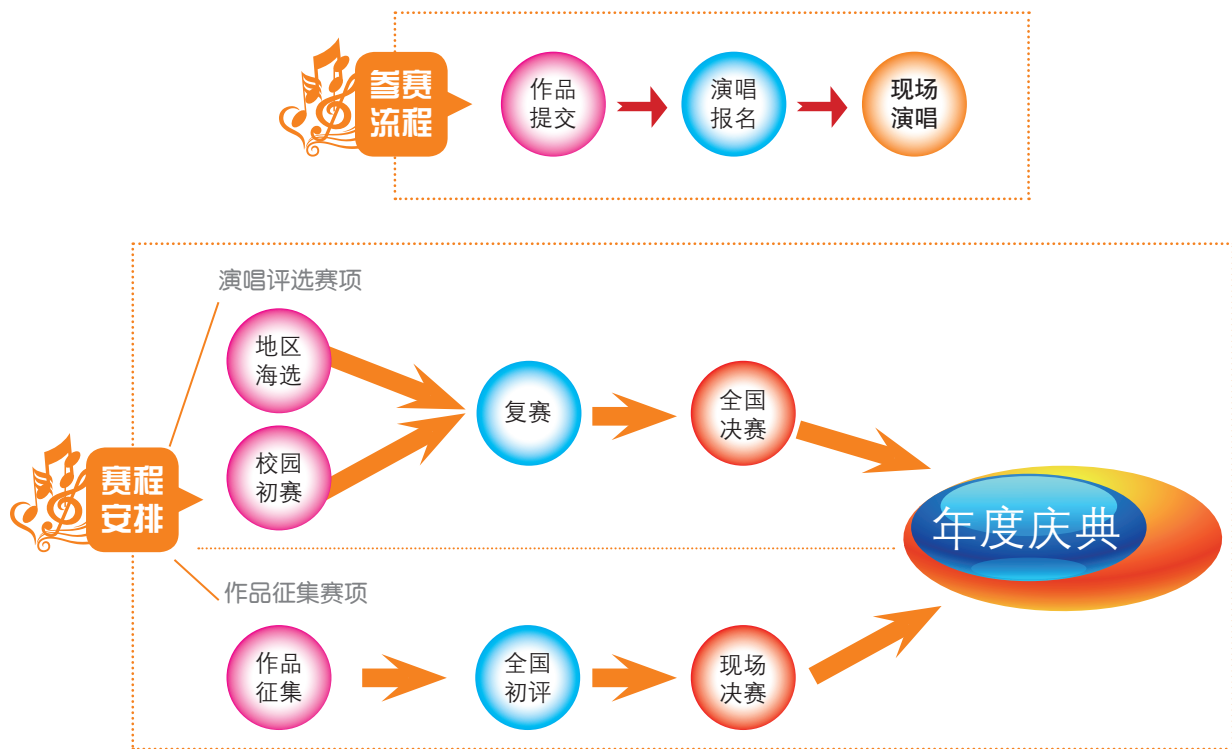 参赛
流程
作品
提交
演唱
报名
现场
演唱
演唱评选赛项
地区
海选
校园
初赛
复赛
全国
决赛
赛程
安排
年度庆典
作品征集赛项
作品
征集
全国
初评
现场
决赛